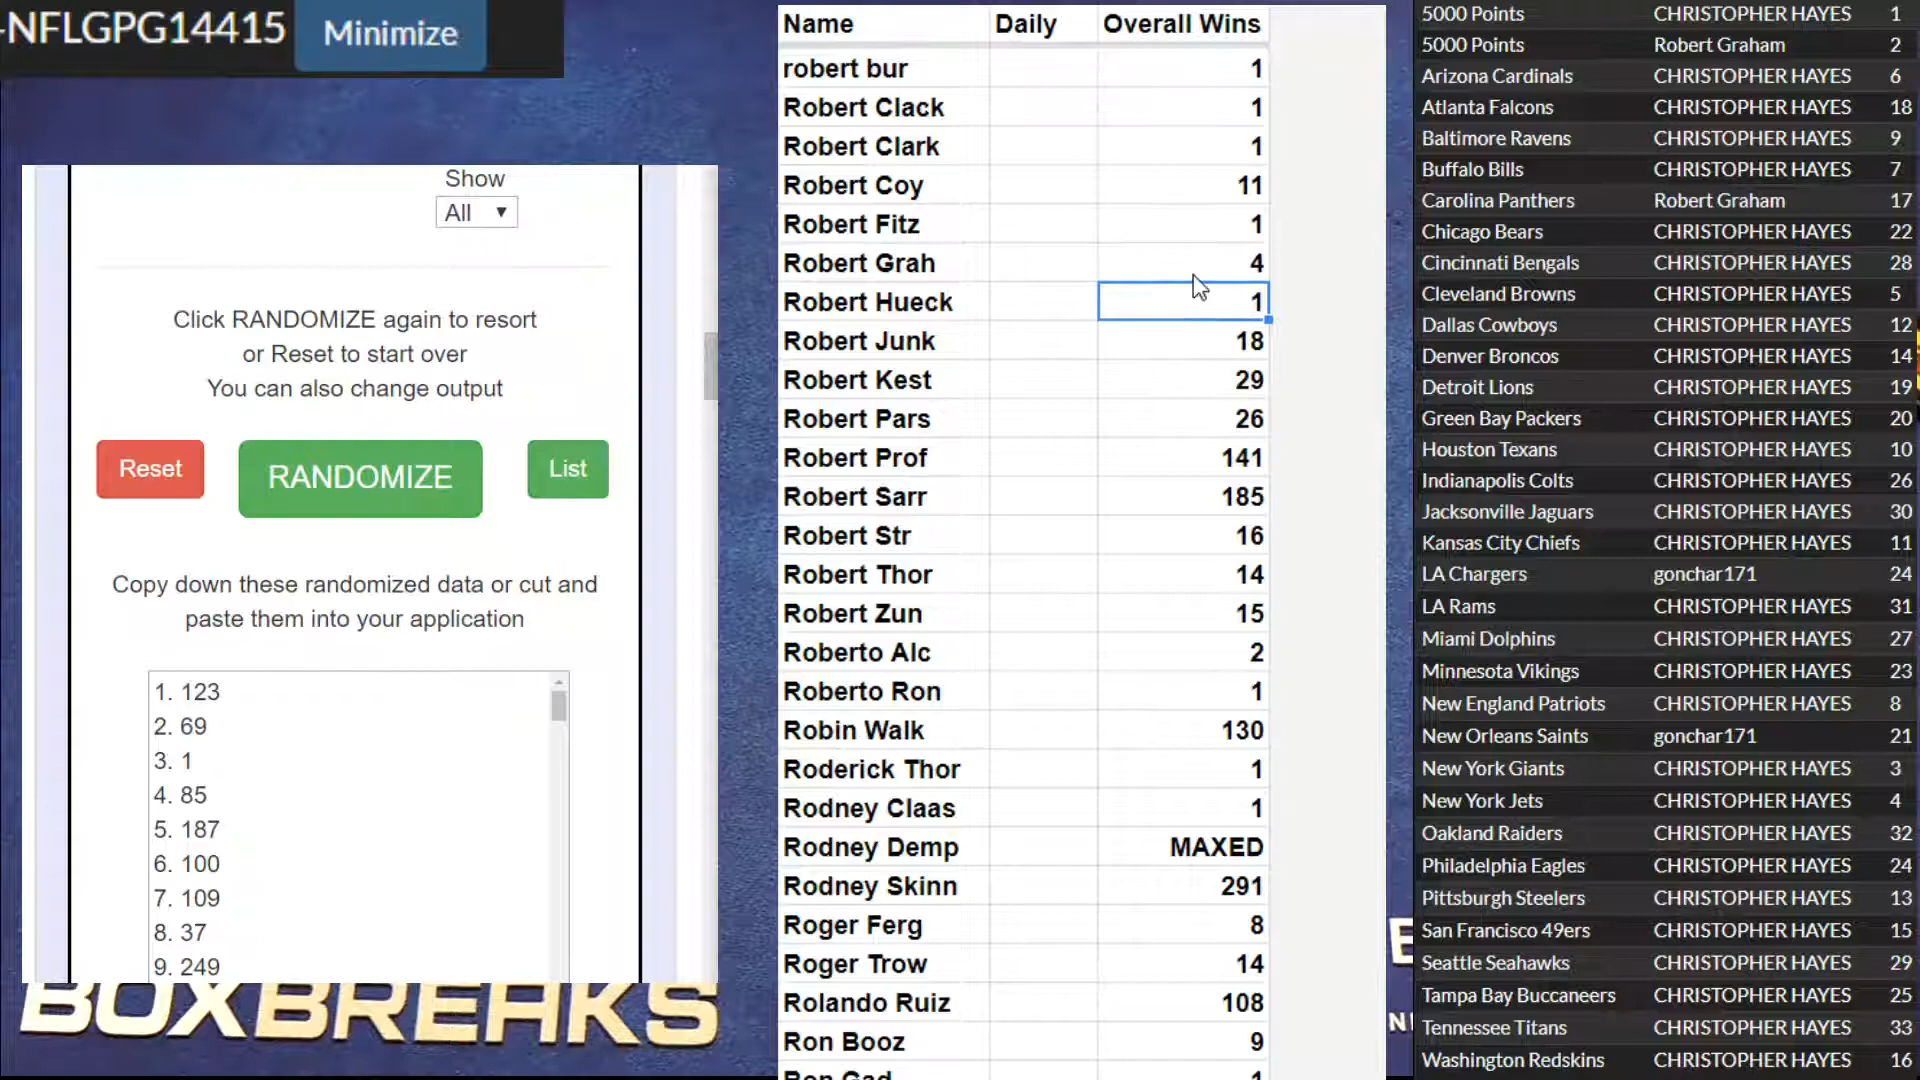 -NFLGPG14415
Minimize
Show
All
Click RANDOMIZE again to resort
or Reset to start over
You can also change output
Reset
RANDOMIZE
List
Copy down these randomized data or cut and
paste them into your application
1. 123
2. 69
3. 1
4. 85
5. 187
6. 100
7. 109
8. 37
9. 249
BOXBREAKS
Name Daily Overall Wins
robert bur 1
Robert Clack 1
Robert Clark 1
Robert Coy 11
Robert Fitz 1
Robert Grah 4
Robert Hueck 1
Robert Junk 18
Robert Kest 29
Robert Pars 26
Robert Prof 141
Robert Sarr 185
Robert Str 16
Robert Thor 14
Robert Zun 15
Roberto Alc 2
Roberto Ron 1
Robin Walk 130
Roderick Thor 1
Rodney Claas 1
Rodney Demp MAXED
Rodney Skinn 291
Roger Ferg 8
Roger Trow 14
Rolando Ruiz 108
Ron Booz 9
Ron Gad 1
5000 Points CHRISTOPHER HAYES 1
5000 Points Robert Graham 2
Arizona Cardinals CHRISTOPHER HAYES 6
Atlanta Falcons CHRISTOPHER HAYES 18
Baltimore Ravens CHRISTOPHER HAYES 9
Buffalo Bills CHRISTOPHER HAYES 7
Carolina Panthers Robert Graham 17
Chicago Bears CHRISTOPHER HAYES 22
Cincinnati Bengals CHRISTOPHER HAYES 28
Cleveland Browns CHRISTOPHER HAYES 5
Dallas Cowboys CHRISTOPHER HAYES 12
Denver Broncos CHRISTOPHER HAYES 14
Detroit Lions CHRISTOPHER HAYES 19
Green Bay Packers CHRISTOPHER HAYES 20
Houston Texans CHRISTOPHER HAYES 10
Indianapolis Colts CHRISTOPHER HAYES 26
Jacksonville Jaguars CHRISTOPHER HAYES 30
Kansas City Chiefs CHRISTOPHER HAYES 11
LA Chargers gonchar171 24
LA Rams CHRISTOPHER HAYES 31
Miami Dolphins CHRISTOPHER HAYES 27
Minnesota Vikings CHRISTOPHER HAYES 23
New England Patriots CHRISTOPHER HAYES 8
New Orleans Saints gonchar171 21
New York Giants CHRISTOPHER HAYES 3
New York Jets CHRISTOPHER HAYES 4
Oakland Raiders CHRISTOPHER HAYES 32
Philadelphia Eagles CHRISTOPHER HAYES 24
Pittsburgh Steelers CHRISTOPHER HAYES 13
San Francisco 49ers CHRISTOPHER HAYES 15
Seattle Seahawks CHRISTOPHER HAYES 29
Tampa Bay Buccaneers CHRISTOPHER HAYES 25
Tennessee Titans CHRISTOPHER HAYES 33
Washington Redskins CHRISTOPHER HAYES 16